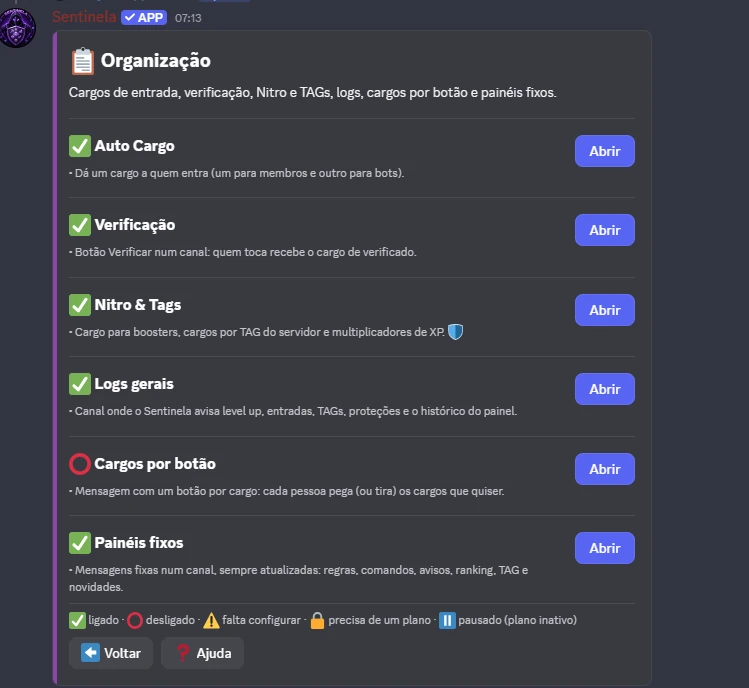 Sentinela APP 07:13
Organização
Cargos de entrada, verificação, Nitro e TAGs, logs, cargos por botão e painéis fixos.
Auto Cargo
Abrir
• Dá um cargo a quem entra (um para membros e outro para bots).
Verificação
Abrir
• Botão Verificar num canal: quem toca recebe o cargo de verificado.
Nitro & Tags
Abrir
• Cargo para boosters, cargos por TAG do servidor e multiplicadores de XP.
Logs gerais
Abrir
• Canal onde o Sentinela avisa level up, entradas, TAGs, proteções e o histórico do painel.
Cargos por botão
Abrir
• Mensagem com um botão por cargo: cada pessoa pega (ou tira) os cargos que quiser.
Painéis fixos
Abrir
• Mensagens fixas num canal, sempre atualizadas: regras, comandos, avisos, ranking, TAG e
novidades.
ligado · desligado · falta configurar · precisa de um plano · pausado (plano inativo)
Voltar
Ajuda